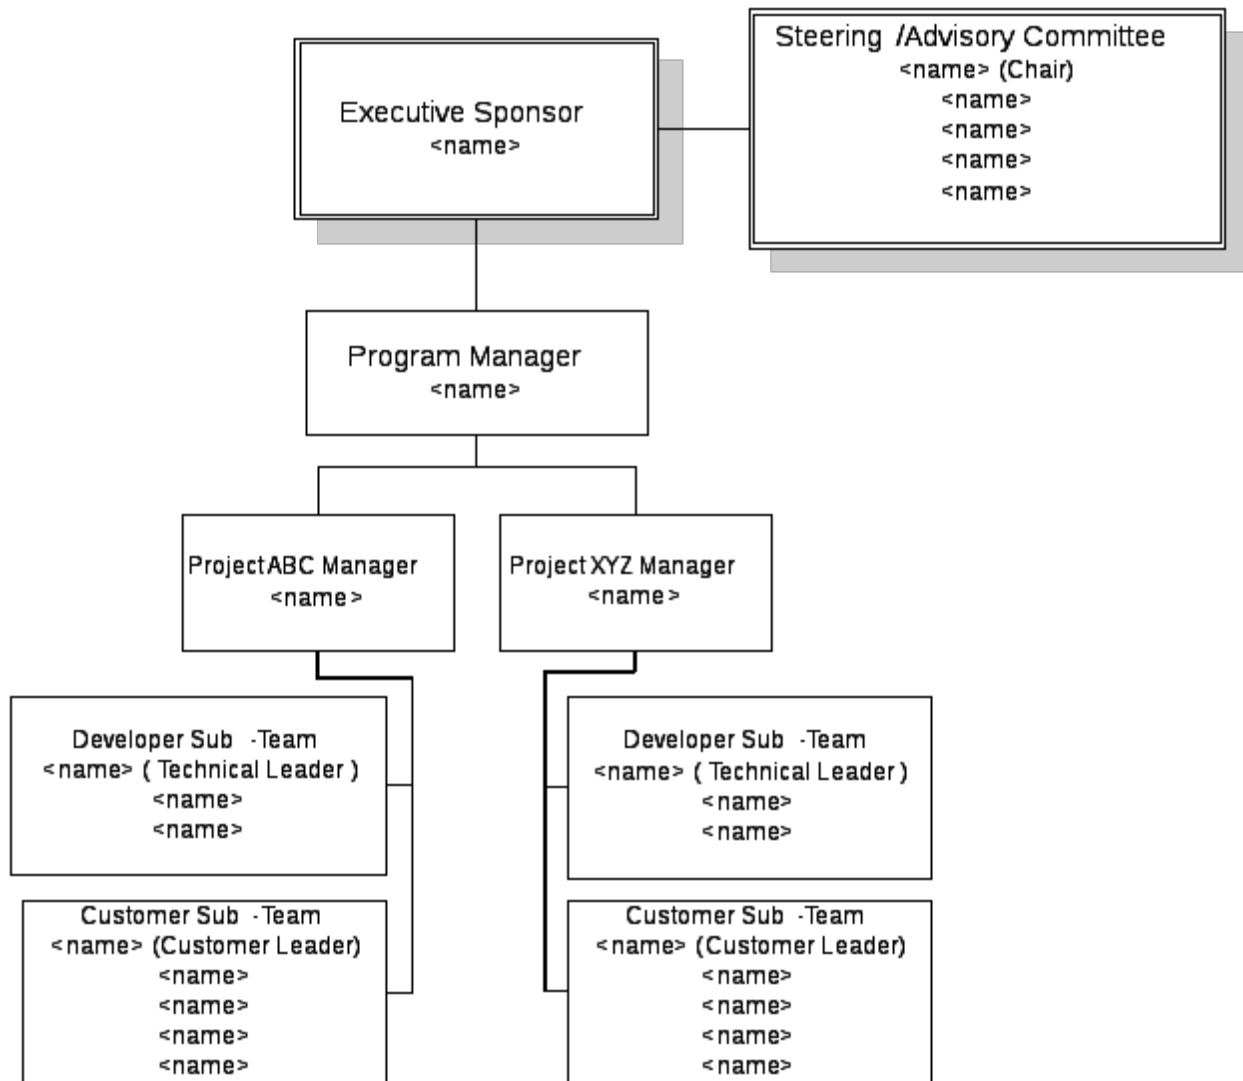 Steering /Advisory Committee
<name> (Chair)
<name>
<name>
<name>
<name>
Executive Sponsor
<name>
Program Manager
<name>
Project ABC Manager
<name>
Project XYZ Manager
<name>
Developer Sub -Team
<name> ( Technical Leader )
<name>
<name>
Developer Sub -Team
<name> ( Technical Leader )
<name>
<name>
Customer Sub -Team
<name> (Customer Leader)
<name>
<name>
<name>
<name>
Customer Sub -Team
<name> (Customer Leader)
<name>
<name>
<name>
<name>